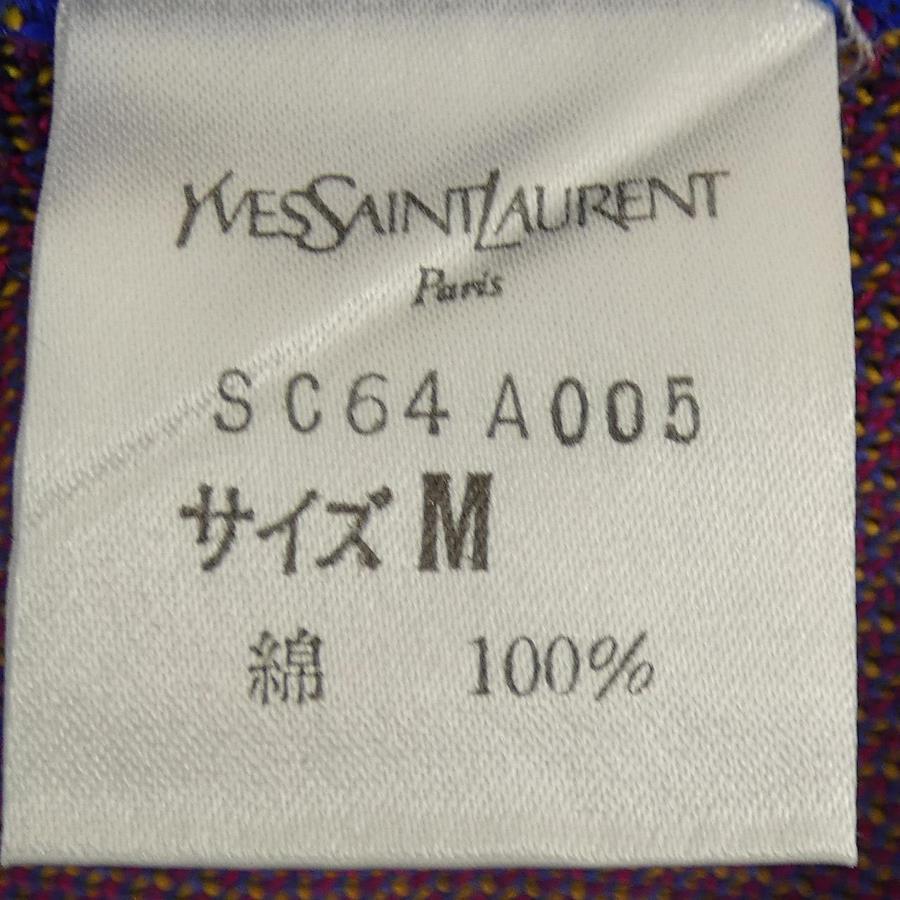 YVESSAINTLAURENT
Paris
SC64 A005
サイズ M
綿 100%